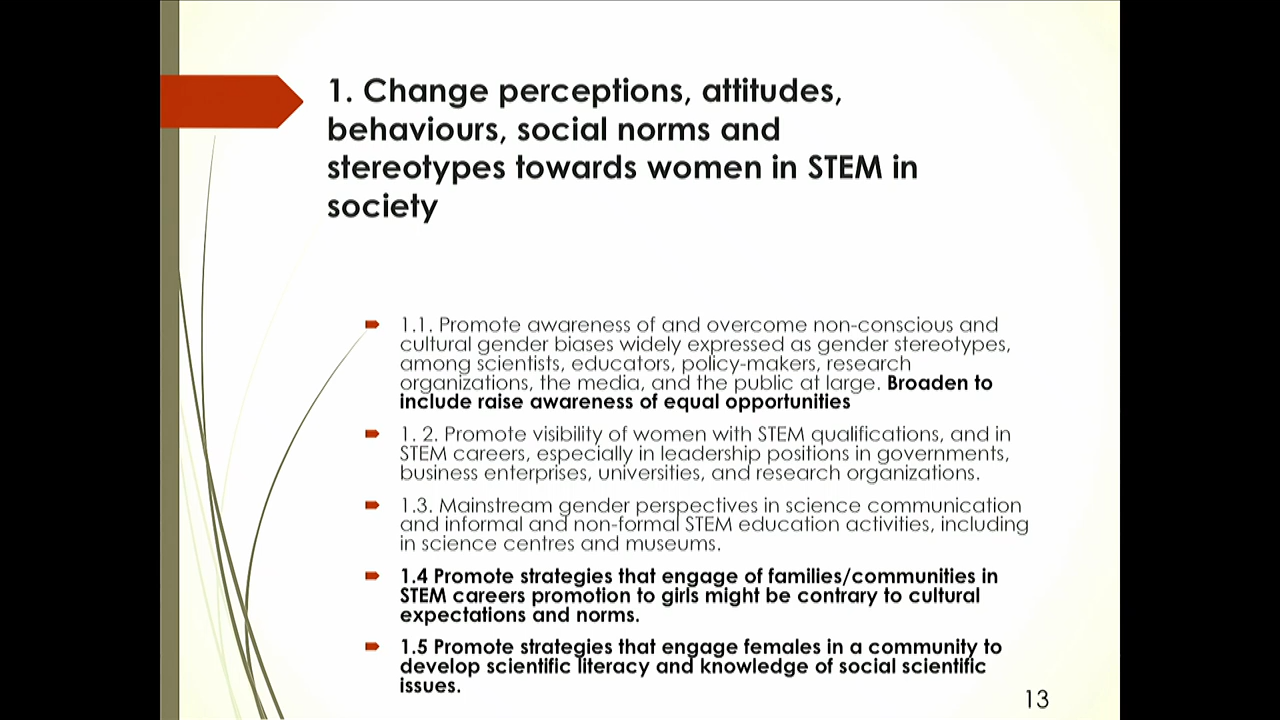 1. Change perceptions, attitudes,
behaviours, social norms and
stereotypes towards women in STEM in
society
1.1. Promote awareness of and overcome non-conscious and
cultural gender biases widely expressed as gender stereotypes,
among scientists, educators, policy-makers, research
organizations, the media, and the public at large. Broaden to
include raise awareness of equal opportunities
1. 2. Promote visibility of women with STEM qualifications, and in
STEM careers, especially in leadership positions in governments,
business enterprises, universities, and research organizations.
1.3. Mainstream gender perspectives in science communication
and informal and non-formal STEM education activities, including
in science centres and museums.
1.4 Promote strategies that engage of families/communities in
STEM careers promotion to girls might be contrary to cultural
expectations and norms.
1.5 Promote strategies that engage females in a community to
develop scientific literacy and knowledge of social scientific
issues.
13